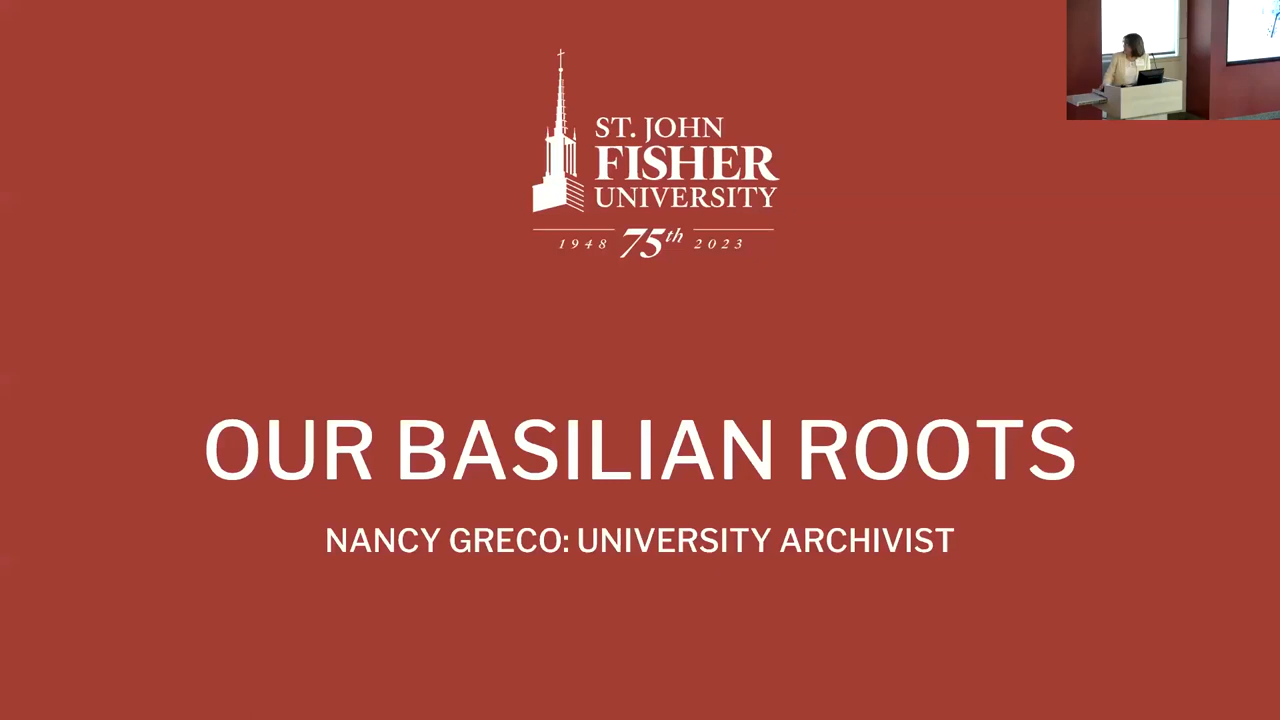 ST. JOHN
FISHER
UNIVERSITY
1948 75th 2023
OUR BASILIAN ROOTS
NANCY GRECO: UNIVERSITY ARCHIVIST